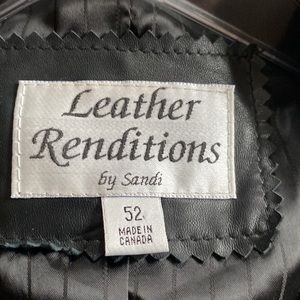 Leather
Renditions
by Sandi
52
MADE IN
CANADA